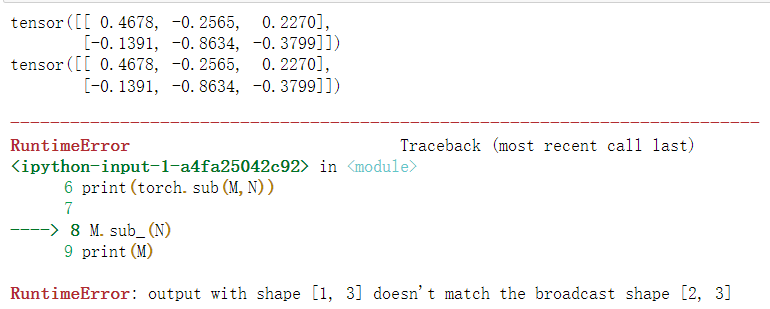 tensor([[ 0.4678, -0.2565,  0.2270],
        [-0.1391, -0.8634, -0.3799]])
tensor([[ 0.4678, -0.2565,  0.2270],
        [-0.1391, -0.8634, -0.3799]])
---------------------------------------------------------------------------
RuntimeError                              Traceback (most recent call last)
<ipython-input-1-a4fa25042c92> in <module>
      6 print(torch.sub(M,N))
      7
----> 8 M.sub_(N)
      9 print(M)
RuntimeError: output with shape [1, 3] doesn't match the broadcast shape [2, 3]